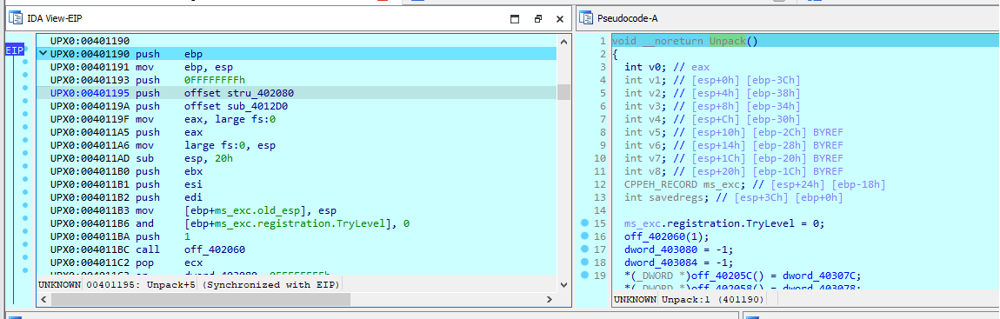 IDA View-EIP
EIP
UPX0:00401190
UPX0:00401190 push ebp
UPX0:00401191 mov ebp, esp
UPX0:00401193 push 0FFFFFFFFh
UPX0:00401195 push offset stru_402080
UPX0:0040119A push offset sub_4012D0
UPX0:0040119F mov eax, large fs:0
UPX0:004011A5 push eax
UPX0:004011A6 mov large fs:0, esp
UPX0:004011AD sub esp, 20h
UPX0:004011B0 push ebx
UPX0:004011B1 push esi
UPX0:004011B2 push edi
UPX0:004011B3 mov [ebp+ms_exc.old_esp], esp
UPX0:004011B6 and [ebp+ms_exc.registration.TryLevel], 0
UPX0:004011BA push 1
UPX0:004011BC call off_402060
UPX0:004011C2 pop ecx
UNKNOWN 00401195: Unpack+5 (Synchronized with EIP)
Pseudocode-A
1 void __noreturn Unpack()
2 {
3 int v0; // eax
4 int v1; // [esp+0h] [ebp-3Ch]
5 int v2; // [esp+4h] [ebp-38h]
6 int v3; // [esp+8h] [ebp-34h]
7 int v4; // [esp+Ch] [ebp-30h]
8 int v5; // [esp+10h] [ebp-2Ch] BYREF
9 int v6; // [esp+14h] [ebp-28h] BYREF
10 int v7; // [esp+1Ch] [ebp-20h] BYREF
11 int v8; // [esp+20h] [ebp-1Ch] BYREF
12 CPPEH_RECORD ms_exc; // [esp+24h] [ebp-18h]
13 int savedregs; // [esp+3Ch] [ebp+0h]
14
15 ms_exc.registration.TryLevel = 0;
16 off_402060(1);
17 dword_403080 = -1;
18 dword_403084 = -1;
19 *(_DWORD *)off_40205C() = dword_40307C;
*(_DWORD *)off_402058() = dword_403078;
UNKNOWN Unpack:1 (401190)